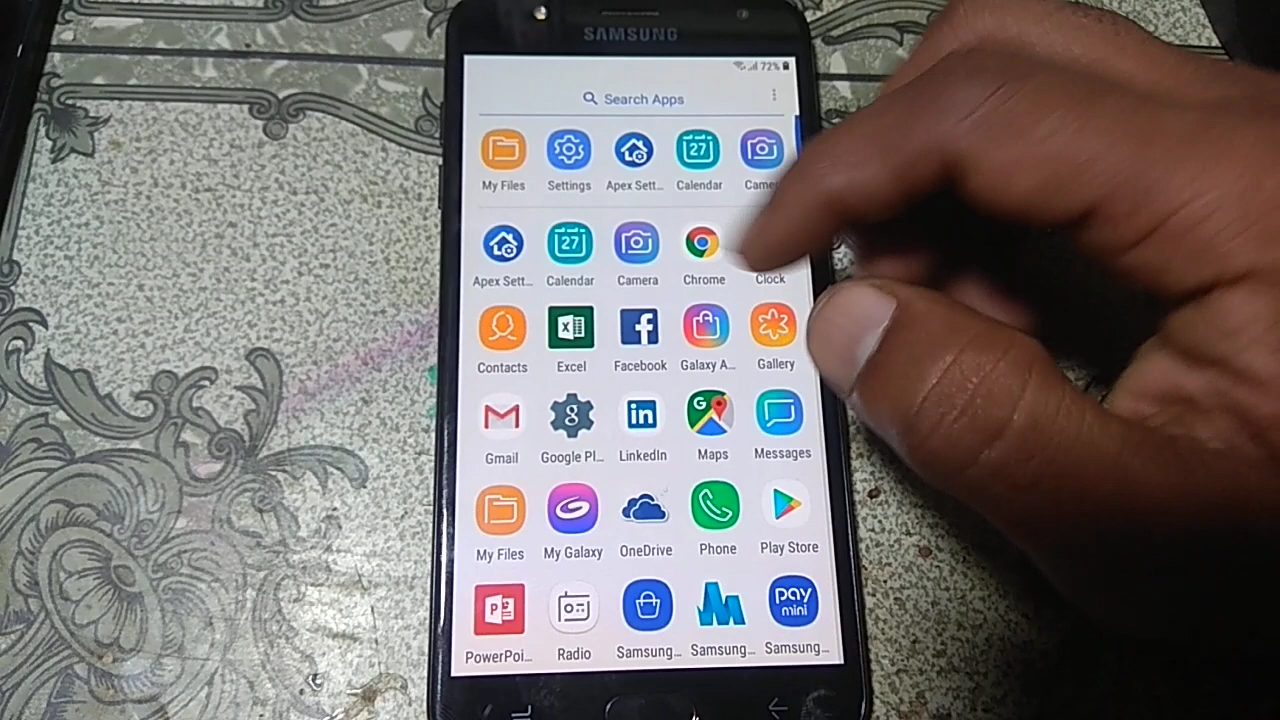 SAMSUNG
72%
Search Apps
My Files Settings Apex Sett... Calendar Came
27
Apex Sett... Calendar Camera Chrome Clock
27
Contacts Excel Facebook Galaxy A... Gallery
X
f
G
g
in
Gmail Google Pl... LinkedIn Maps Messages
My Files My Galaxy OneDrive Phone Play Store
P
pay
mini
PowerPoi... Radio Samsung... Samsung... Samsung...